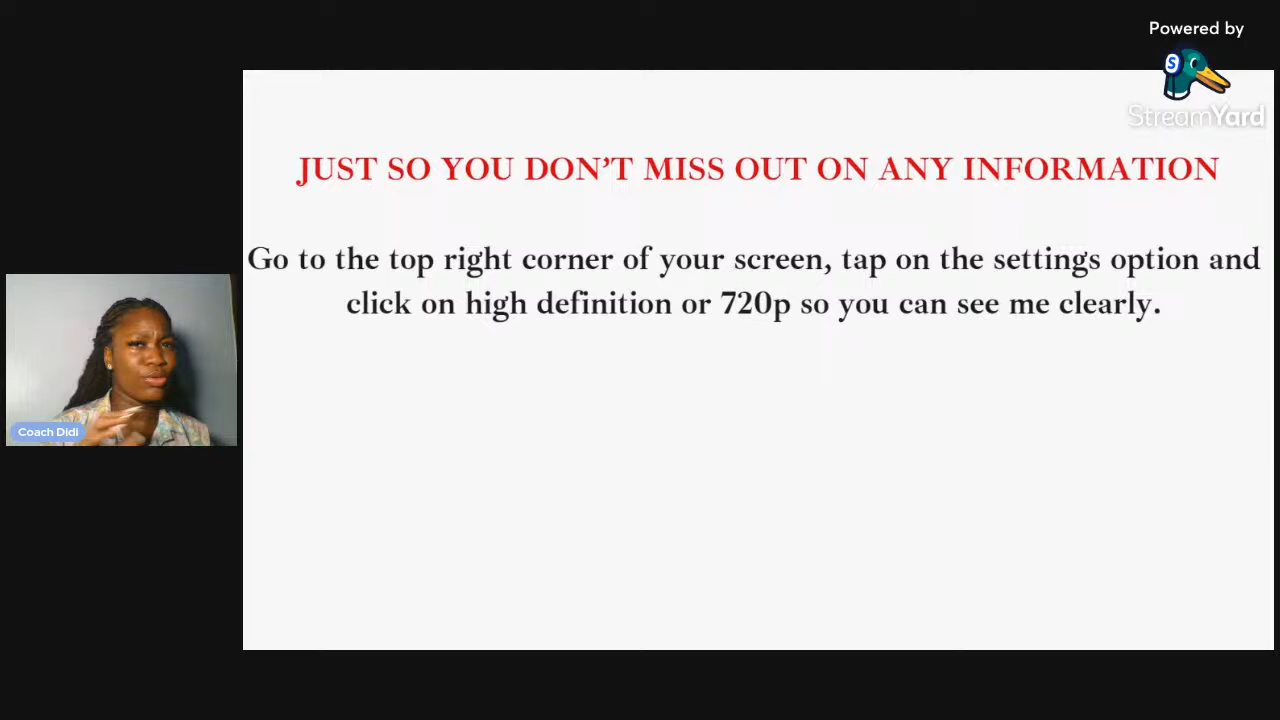 Powered by
S
StreamYard
JUST SO YOU DON’T MISS OUT ON ANY INFORMATION
Go to the top right corner of your screen, tap on the settings option and
click on high definition or 720p so you can see me clearly.
Coach Didi